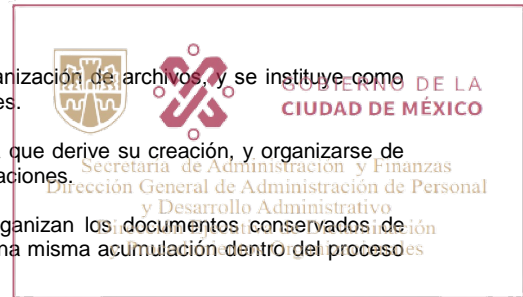 anización de archivos, y se instituye como
es.
GOBIERNO DE LA
CIUDAD DE MÉXICO
que derive su creación, y organizarse de
aciones.
Secretaría de Administración y Finanzas
Dirección General de Administración de Personal
y Desarrollo Administrativo
ganizan los documentos conservados de
na misma acumulación dentro del proceso